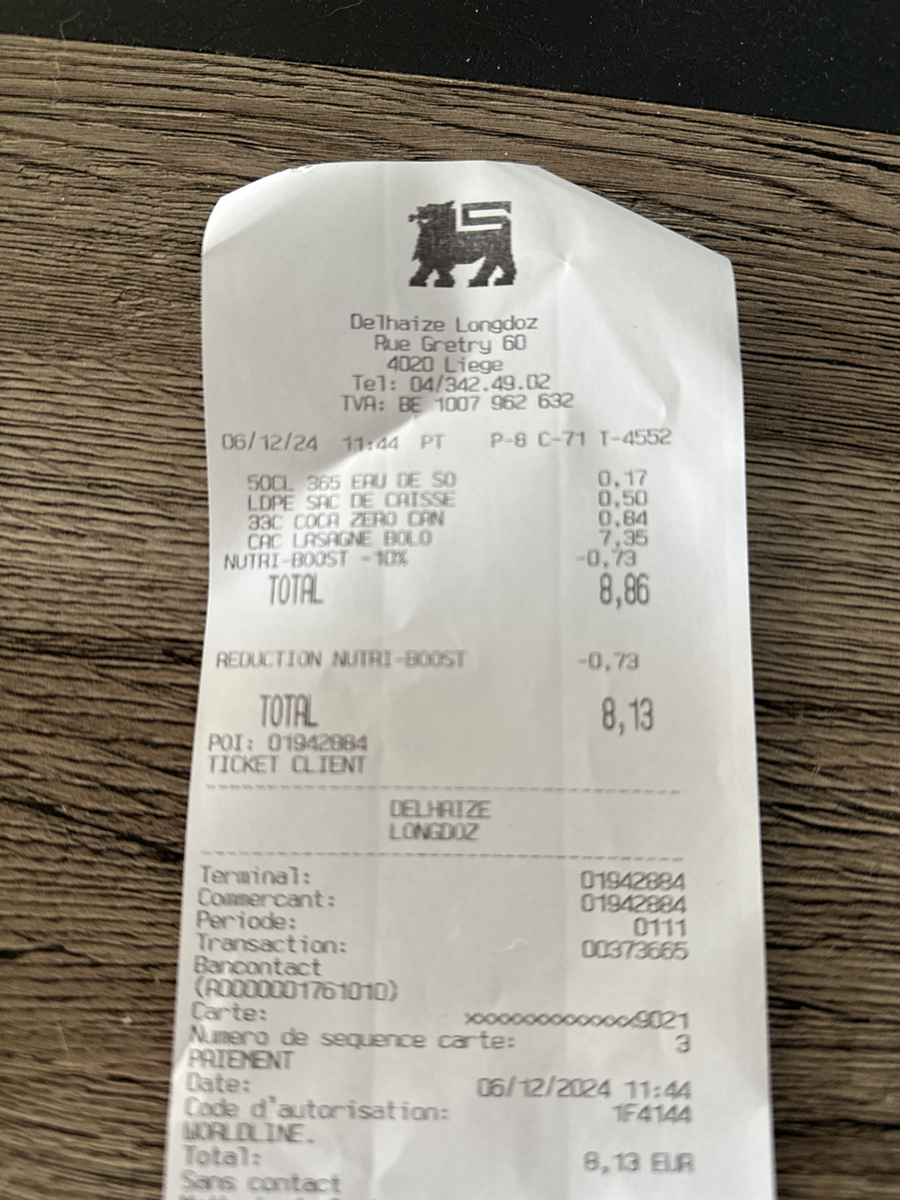 Delhaize Longdoz
Rue Gretry 60
4020 Liege
Tel: 04/342.49.02
TVA: BE 1007 962 632
06/12/24 11:44 PT P-8 C-71 T-4552
50CL 365 EAU DE SO 0,17
LDPE SAC DE CAISSE 0,50
33C COCA ZERO CAN 0,84
CAC LASAGNE BOLO 7,35
NUTRI-BOOST -10% -0,73
TOTAL 8,86
REDUCTION NUTRI-BOOST -0,73
TOTAL 8,13
POI: 01942884
TICKET CLIENT
DELHAIZE
LONGDOZ
Terminal: 01942884
Commercant: 01942884
Periode: 0111
Transaction: 00373665
Bancontact
(A0000001761010)
Carte: xxxxxxxxxxxxx9021
Numero de sequence carte: 3
PAIEMENT
Date: 06/12/2024 11:44
Code d'autorisation: 1F4144
WORLDLINE.
Total: 8,13 EUR
Sans contact